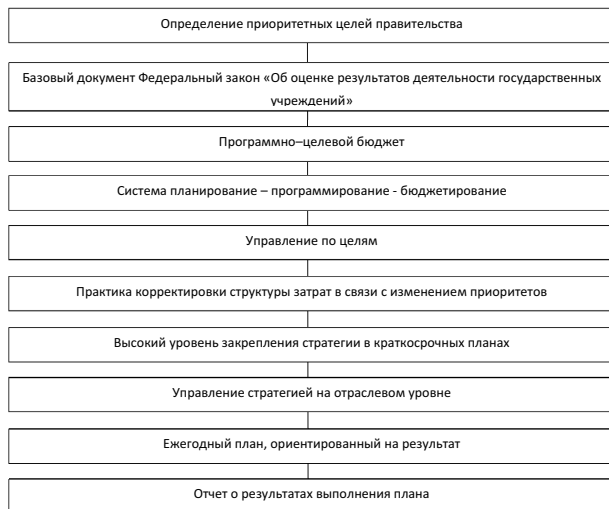 Определение приоритетных целей правительства
Базовый документ Федеральный закон «Об оценке результатов деятельности государственных
учреждений»
Программно–целевой бюджет
Система планирование – программирование - бюджетирование
Управление по целям
Практика корректировки структуры затрат в связи с изменением приоритетов
Высокий уровень закрепления стратегии в краткосрочных планах
Управление стратегией на отраслевом уровне
Ежегодный план, ориентированный на результат
Отчет о результатах выполнения плана